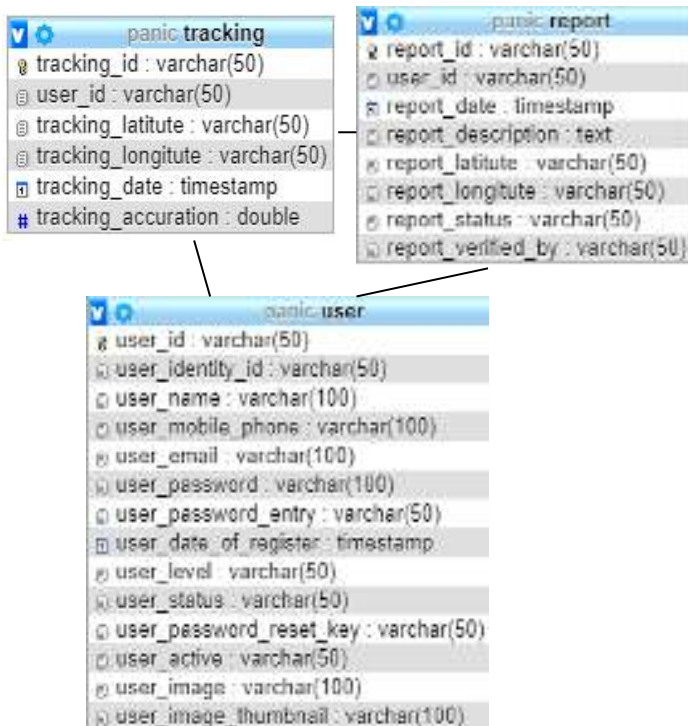 panic tracking
tracking_id : varchar(50)
user_id : varchar(50)
tracking_latitute : varchar(50)
tracking_longitute : varchar(50)
tracking_date : timestamp
# tracking_accuration : double
panic report
report_id : varchar(50)
user_id : varchar(50)
report_date : timestamp
report_description : text
report_latitute : varchar(50)
report_longitute : varchar(50)
report_status : varchar(50)
report_verified_by : varchar(50)
panic user
user_id : varchar(50)
user_identity_id : varchar(50)
user_name : varchar(100)
user_mobile_phone : varchar(100)
user_email : varchar(100)
user_password : varchar(100)
user_password_entry : varchar(50)
user_date_of_register : timestamp
user_level : varchar(50)
user_status : varchar(50)
user_password_reset_key : varchar(50)
user_active : varchar(50)
user_image : varchar(100)
user_image_thumbnail : varchar(100)